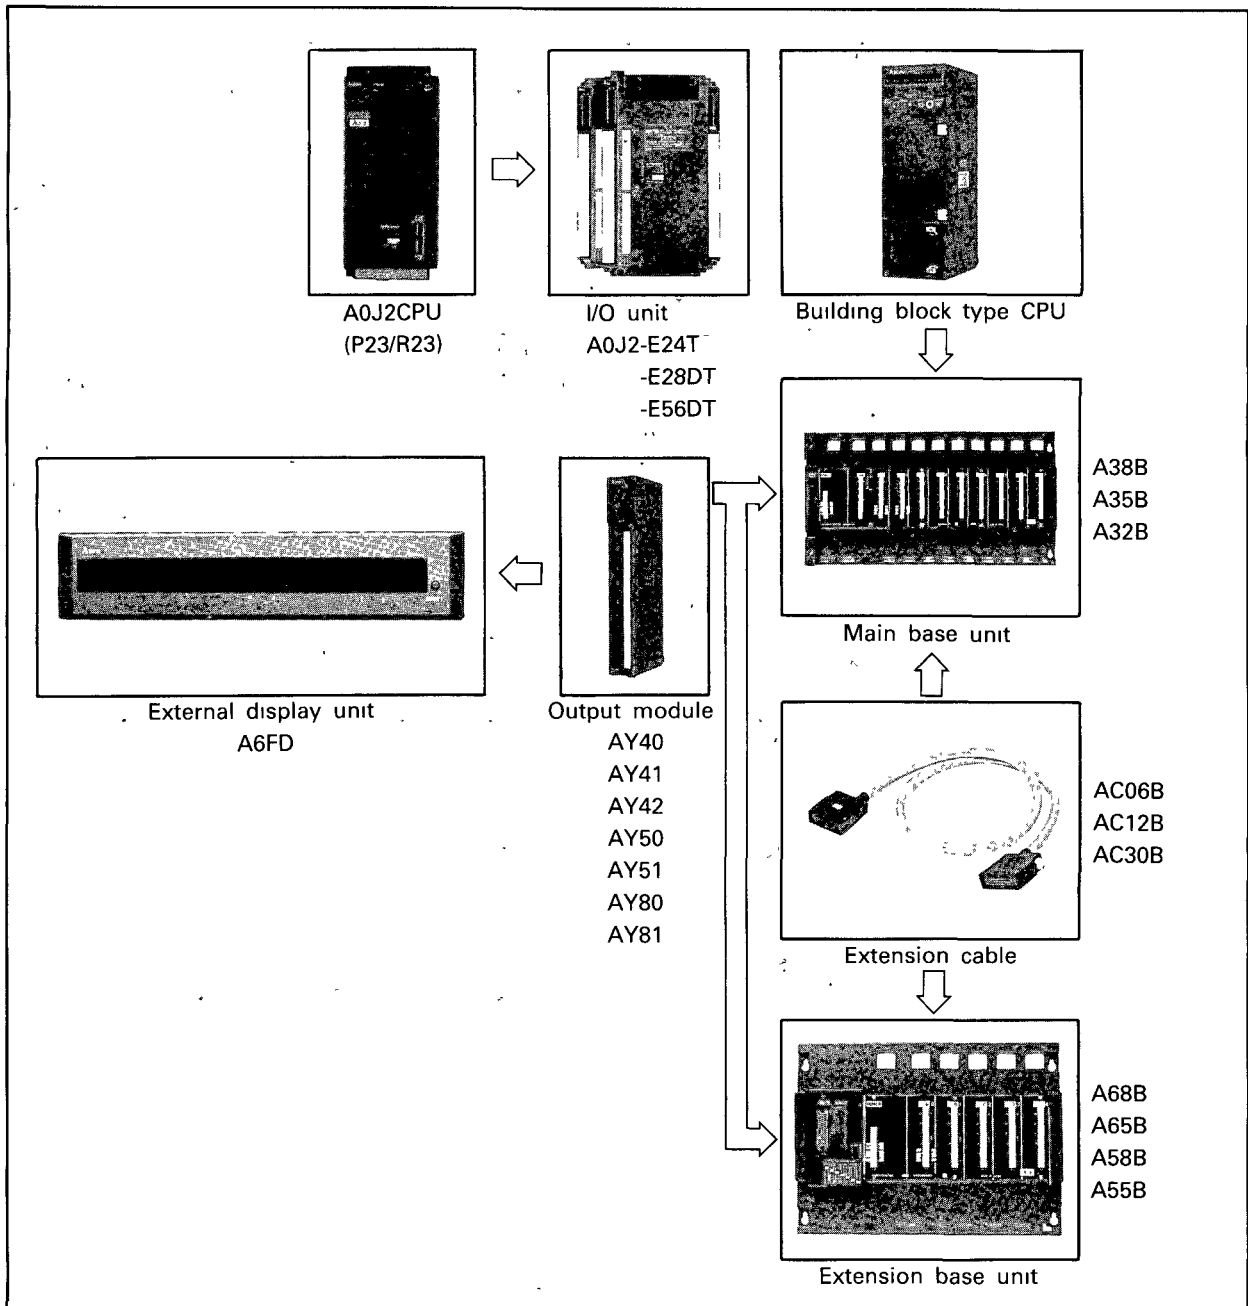 A0J2CPU
(P23/R23)
I/O unit
A0J2-E24T
-E28DT
-E56DT
Building block type CPU
A38B
A35B
A32B
Main base unit
External display unit
A6FD
Output module
AY40
AY41
AY42
AY50
AY51
AY80
AY81
AC06B
AC12B
AC30B
Extension cable
A68B
A65B
A58B
A55B
Extension base unit